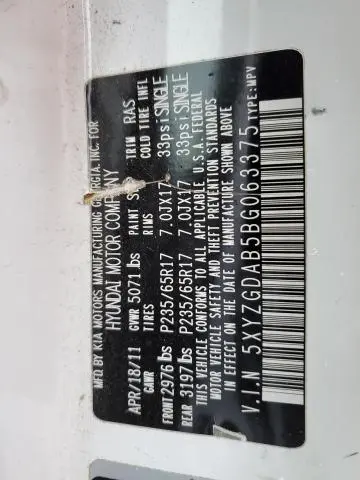 MFD BY KIA MOTORS MANUFACTURING GEORGIA, INC. FOR
HYUNDAI MOTOR COMPANY
APR/18/11 GVWR 5071 lbs PAINT TRIM RAS
GAWR TIRES RIMS COLD TIRE INFL
FRONT 2976 lbs P235/65R17 7.0JX17 33psi SINGLE
REAR 3197 lbs P235/65R17 7.0JX17 33psi SINGLE
THIS VEHICLE CONFORMS TO ALL APPLICABLE U.S.A. FEDERAL
MOTOR VEHICLE SAFETY AND THEFT PREVENTION STANDARDS
IN EFFECT ON THE DATE OF MANUFACTURE SHOWN ABOVE
V.I.N 5XYZGDAB5BG063375 TYPE:MPV